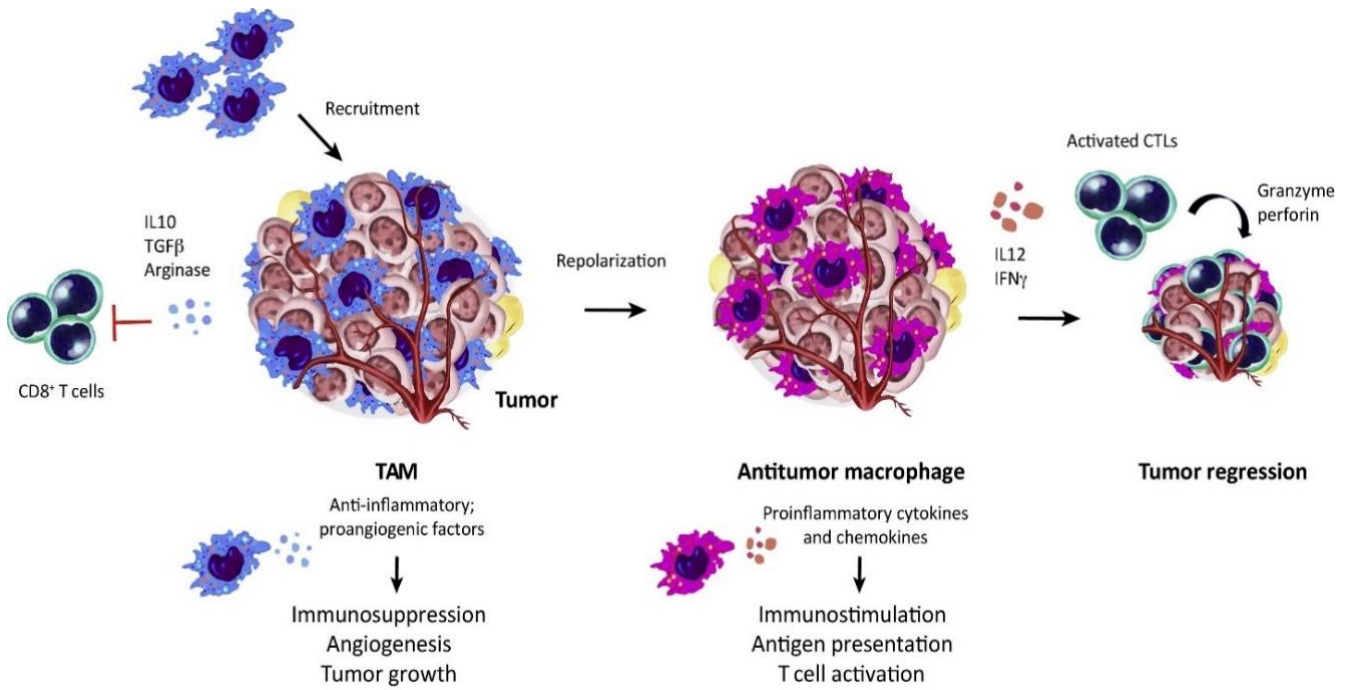 Recruitment
IL10
TGFβ
Arginase
CD8⁺ T cells
Tumor
Repolarization
Activated CTLs
Granzyme
perforin
IL12
IFNγ
TAM
Anti-inflammatory;
proangiogenic factors
Immunosuppression
Angiogenesis
Tumor growth
Antitumor macrophage
Proinflammatory cytokines
and chemokines
Immunostimulation
Antigen presentation
T cell activation
Tumor regression